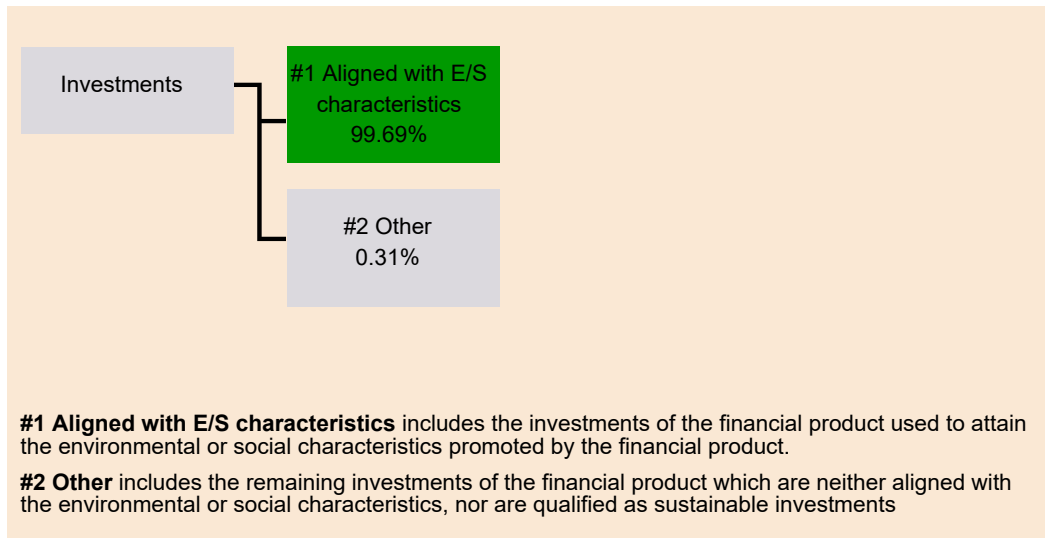 Investments
#1 Aligned with E/S
characteristics
99.69%
#2 Other
0.31%
#1 Aligned with E/S characteristics includes the investments of the financial product used to attain
the environmental or social characteristics promoted by the financial product.
#2 Other includes the remaining investments of the financial product which are neither aligned with
the environmental or social characteristics, nor are qualified as sustainable investments